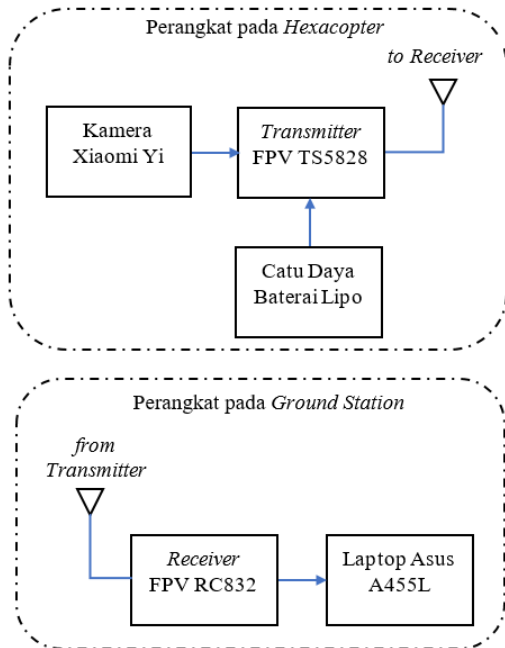 Perangkat pada Hexacopter
to Receiver
Kamera
Xiaomi Yi
Transmitter
FPV TS5828
Catu Daya
Baterai Lipo
Perangkat pada Ground Station
from
Transmitter
Receiver
FPV RC832
Laptop Asus
A455L